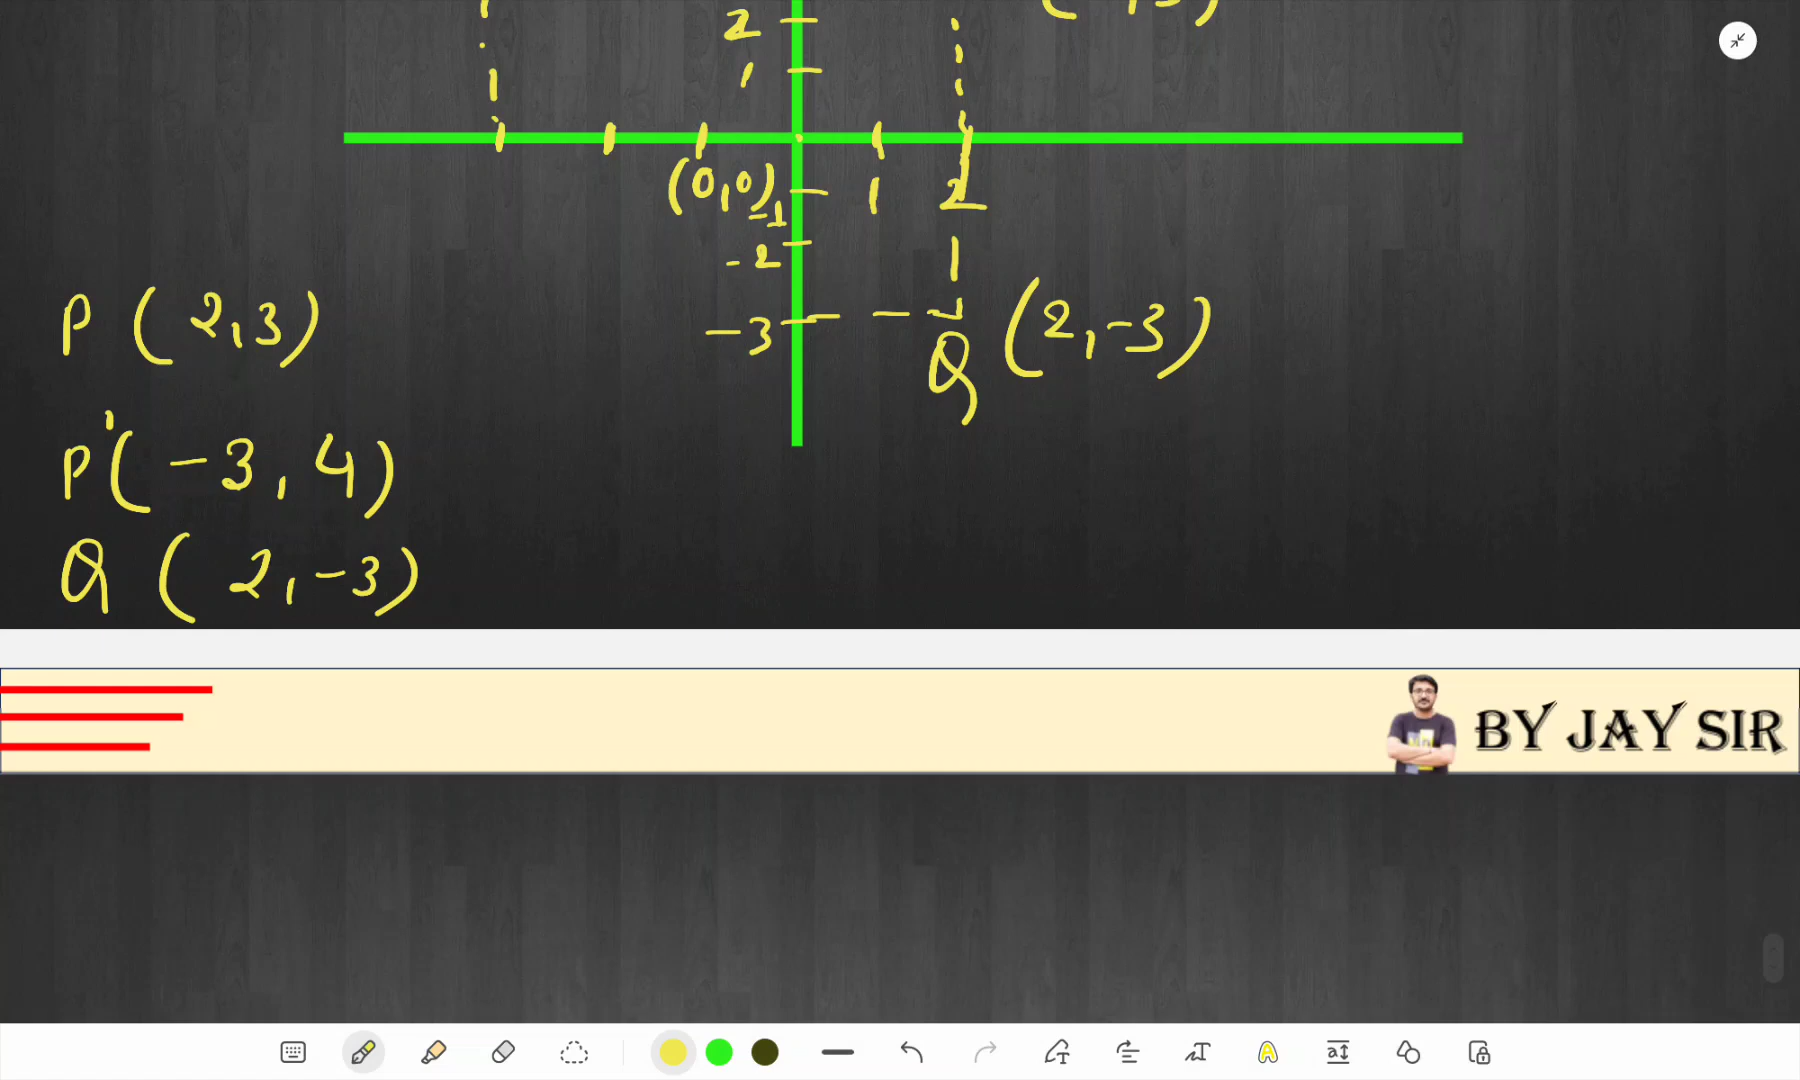 2
1
(0,0)
1
2
-1
-2
-3
Q (2,-3)
P (2,3)
P'(-3,4)
Q (2,-3)
BY JAY SIR